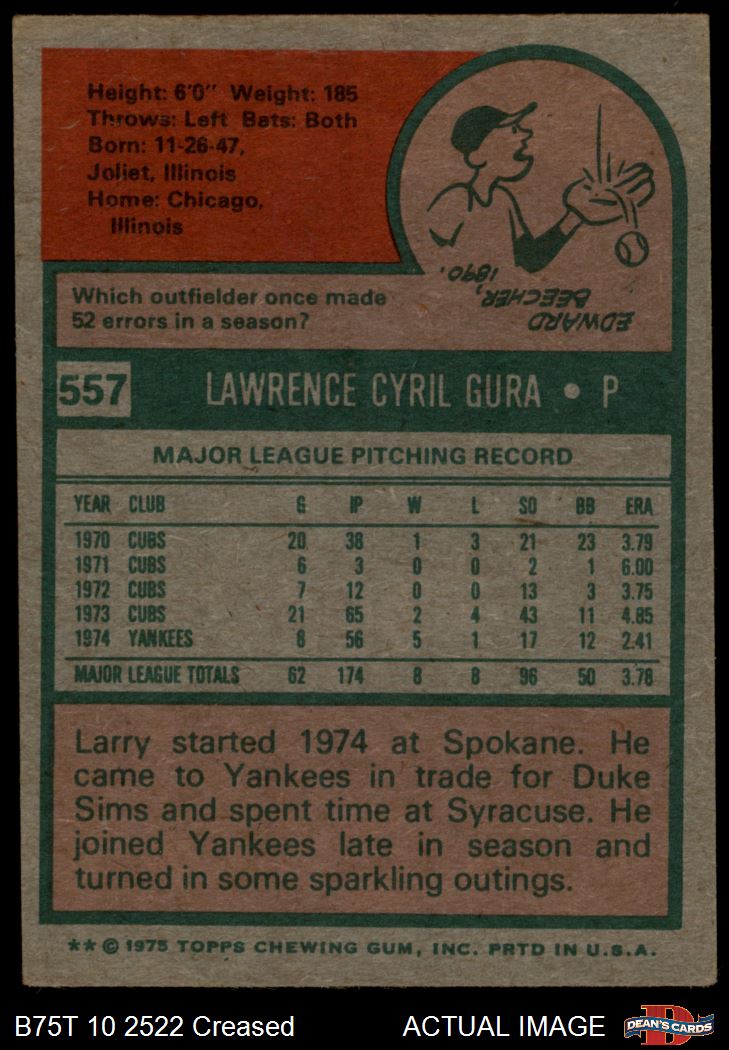 Height: 6'0" Weight: 185
Throws: Left Bats: Both
Born: 11-26-47,
Joliet, Illinois
Home: Chicago,
Illinois
Which outfielder once made
52 errors in a season?
EDWARD
BEECHER,
1890.
557 LAWRENCE CYRIL GURA • P
MAJOR LEAGUE PITCHING RECORD
YEAR CLUB G IP W L SO BB ERA
1970 CUBS 20 38 1 3 21 23 3.79
1971 CUBS 6 3 0 0 2 1 6.00
1972 CUBS 7 12 0 0 13 3 3.75
1973 CUBS 21 65 2 4 43 11 4.85
1974 YANKEES 8 56 5 1 17 12 2.41
MAJOR LEAGUE TOTALS 62 174 8 8 96 50 3.78
Larry started 1974 at Spokane. He
came to Yankees in trade for Duke
Sims and spent time at Syracuse. He
joined Yankees late in season and
turned in some sparkling outings.
** © 1975 TOPPS CHEWING GUM, INC. PRTD IN U.S.A.
B75T 10 2522 Creased ACTUAL IMAGE D DEAN'S CARDS